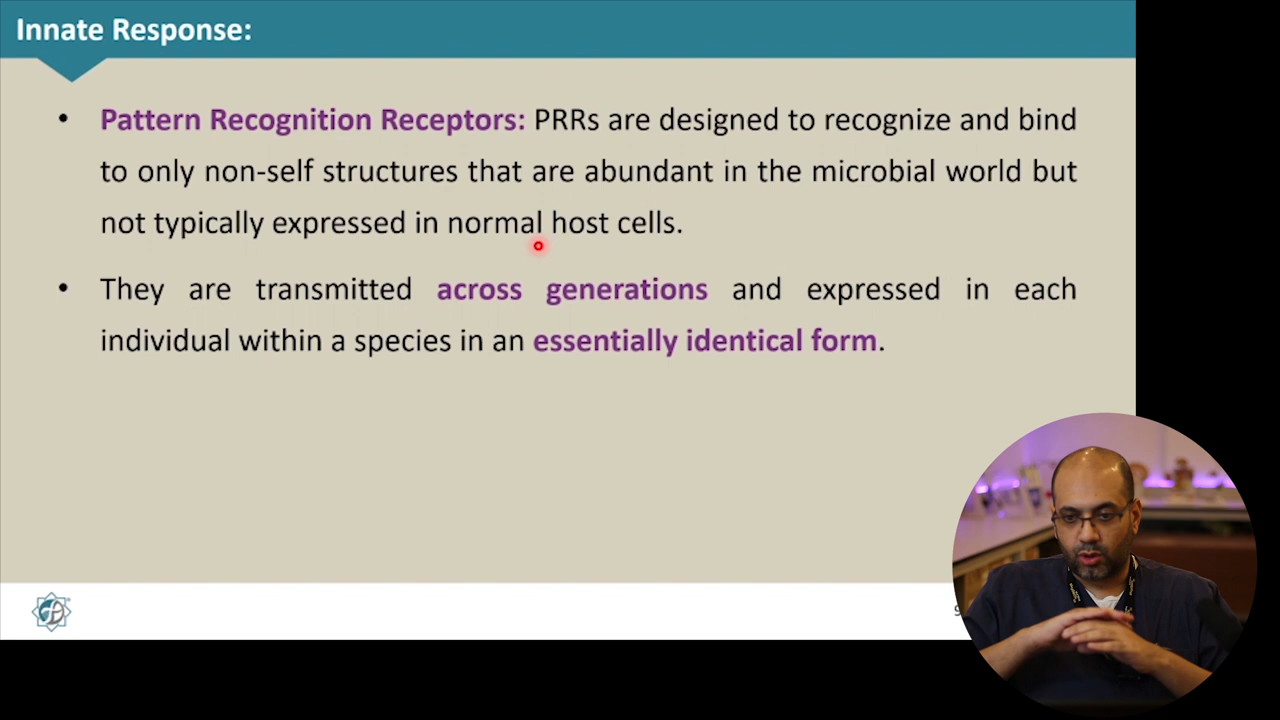 Innate Response:
• Pattern Recognition Receptors: PRRs are designed to recognize and bind
to only non-self structures that are abundant in the microbial world but
not typically expressed in normal host cells.
• They are transmitted across generations and expressed in each
individual within a species in an essentially identical form.